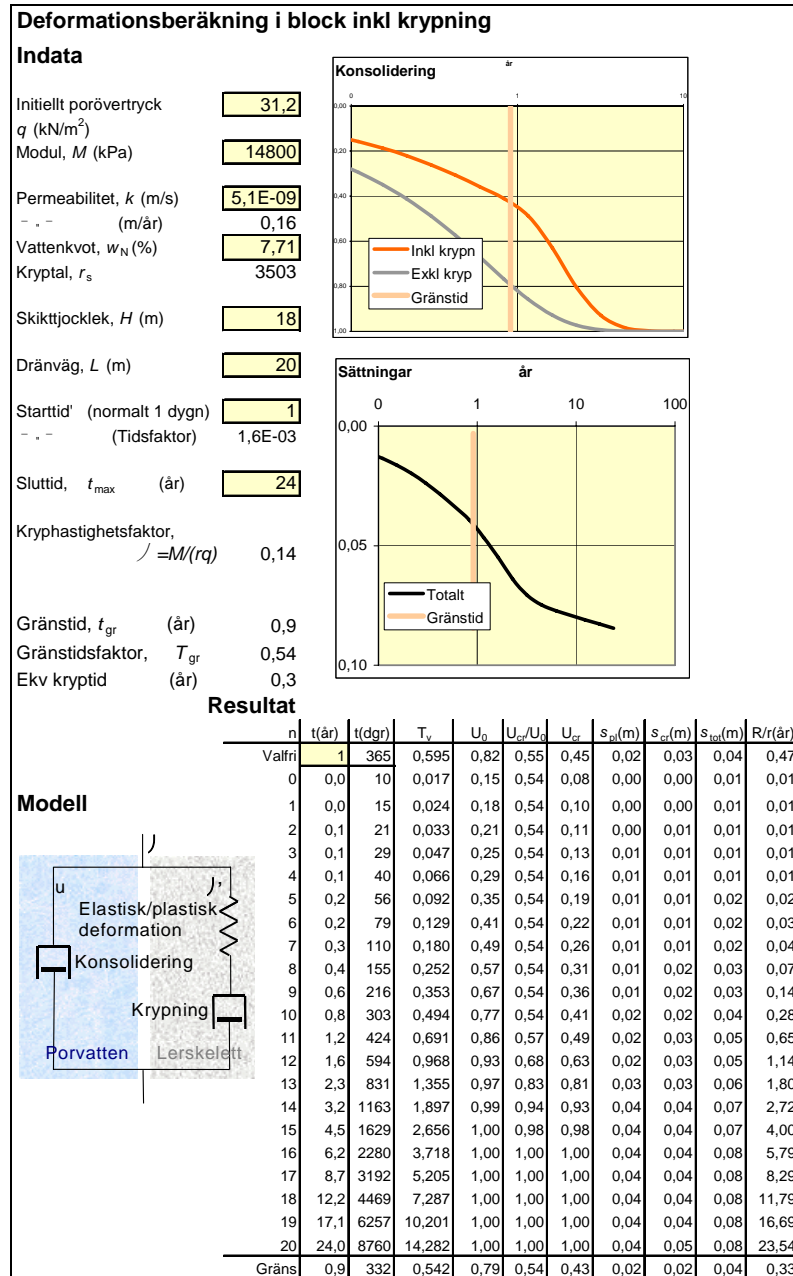 Deformationsberäkning i block inkl krypning
Indata
Initiellt porövertryck 31,2
q (kN/m²)
Modul, M (kPa) 14800
Permeabilitet, k (m/s) 5,1E-09
- „ - (m/år) 0,16
Vattenkvot, wN (%) 7,71
Kryptal, rs 3503
Skikttjocklek, H (m) 18
Dränväg, L (m) 20
Starttid' (normalt 1 dygn) 1
- „ - (Tidsfaktor) 1,6E-03
Sluttid, tmax (år) 24
Kryphastighetsfaktor,
=M/(rq) 0,14
Gränstid, tgr (år) 0,9
Gränstidsfaktor, Tgr 0,54
Ekv kryptid (år) 0,3
Konsolidering
år
0 1 10
0,00
0,20
0,40
0,60
0,80
1,00
Inkl krypn
Exkl kryp
Gränstid
Sättningar år
0 1 10 100
0,00
0,05
0,10
Totalt
Gränstid
Resultat
n t(år) t(dgr) Tv U0 Ucr/U0 Ucr spl(m) scr(m) stot(m) R/r(år)
Valfri 1 365 0,595 0,82 0,55 0,45 0,02 0,03 0,04 0,47
0 0,0 10 0,017 0,15 0,54 0,08 0,00 0,00 0,01 0,01
1 0,0 15 0,024 0,18 0,54 0,10 0,00 0,00 0,01 0,01
2 0,1 21 0,033 0,21 0,54 0,11 0,00 0,01 0,01 0,01
3 0,1 29 0,047 0,25 0,54 0,13 0,01 0,01 0,01 0,01
4 0,1 40 0,066 0,29 0,54 0,16 0,01 0,01 0,01 0,01
5 0,2 56 0,092 0,35 0,54 0,19 0,01 0,01 0,02 0,02
6 0,2 79 0,129 0,41 0,54 0,22 0,01 0,01 0,02 0,03
7 0,3 110 0,180 0,49 0,54 0,26 0,01 0,01 0,02 0,04
8 0,4 155 0,252 0,57 0,54 0,31 0,01 0,02 0,03 0,07
9 0,6 216 0,353 0,67 0,54 0,36 0,01 0,02 0,03 0,14
10 0,8 303 0,494 0,77 0,54 0,41 0,02 0,02 0,04 0,28
11 1,2 424 0,691 0,86 0,57 0,49 0,02 0,03 0,05 0,65
12 1,6 594 0,968 0,93 0,68 0,63 0,02 0,03 0,05 1,14
13 2,3 831 1,355 0,97 0,83 0,81 0,03 0,03 0,06 1,80
14 3,2 1163 1,897 0,99 0,94 0,93 0,04 0,04 0,07 2,72
15 4,5 1629 2,656 1,00 0,98 0,98 0,04 0,04 0,07 4,00
16 6,2 2280 3,718 1,00 1,00 1,00 0,04 0,04 0,08 5,79
17 8,7 3192 5,205 1,00 1,00 1,00 0,04 0,04 0,08 8,29
18 12,2 4469 7,287 1,00 1,00 1,00 0,04 0,04 0,08 11,79
19 17,1 6257 10,201 1,00 1,00 1,00 0,04 0,04 0,08 16,69
20 24,0 8760 14,282 1,00 1,00 1,00 0,04 0,05 0,08 23,54
Gräns 0,9 332 0,542 0,79 0,54 0,43 0,02 0,02 0,04 0,33
Modell
u
Elastisk/plastisk
deformation
Konsolidering
Krypning
Porvatten Lerskelett